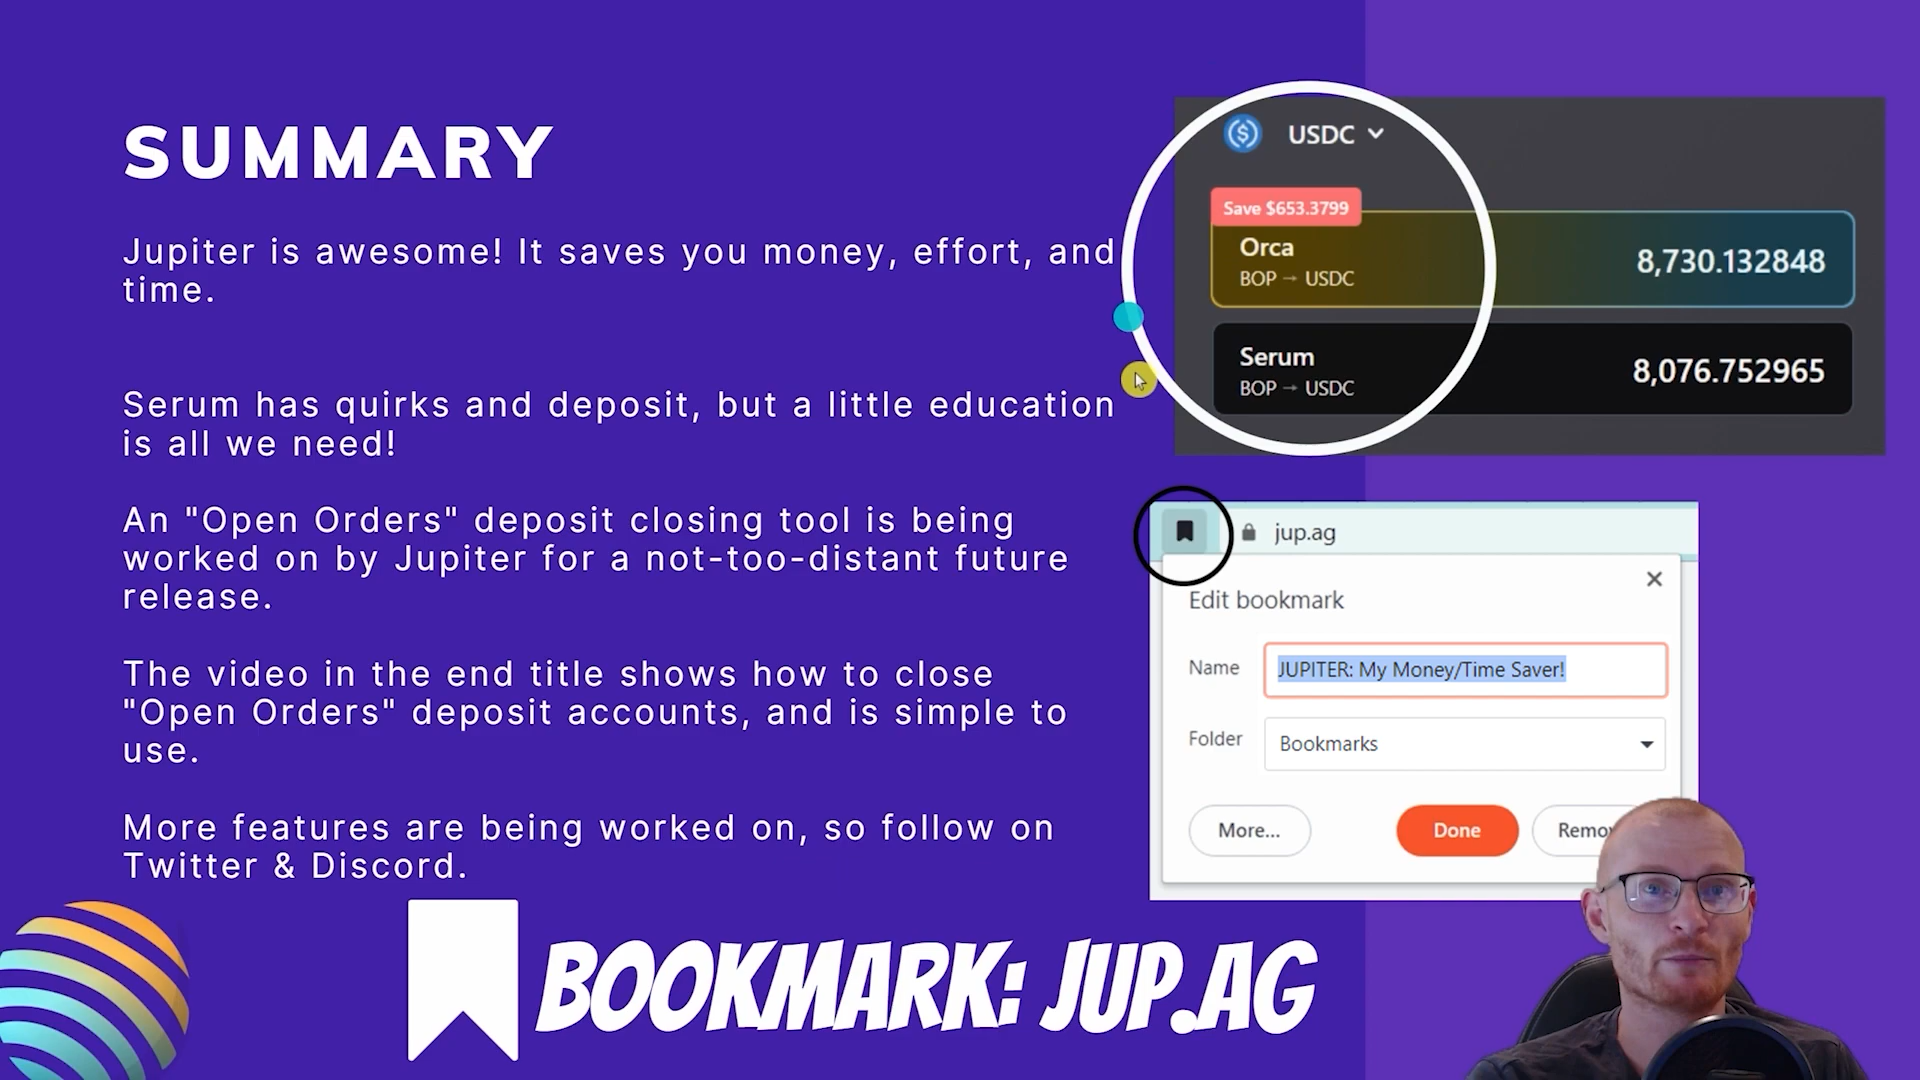 SUMMARY
Jupiter is awesome! It saves you money, effort, and
time.
Serum has quirks and deposit, but a little education
is all we need!
An "Open Orders" deposit closing tool is being
worked on by Jupiter for a not-too-distant future
release.
The video in the end title shows how to close
"Open Orders" deposit accounts, and is simple to
use.
More features are being worked on, so follow on
Twitter & Discord.
USDC
Save $653.3799
Orca
BOP → USDC
8,730.132848
Serum
BOP → USDC
8,076.752965
jup.ag
Edit bookmark
Name
JUPITER: My Money/Time Saver!
Folder
Bookmarks
More...
Done
BOOKMARK: JUP.AG